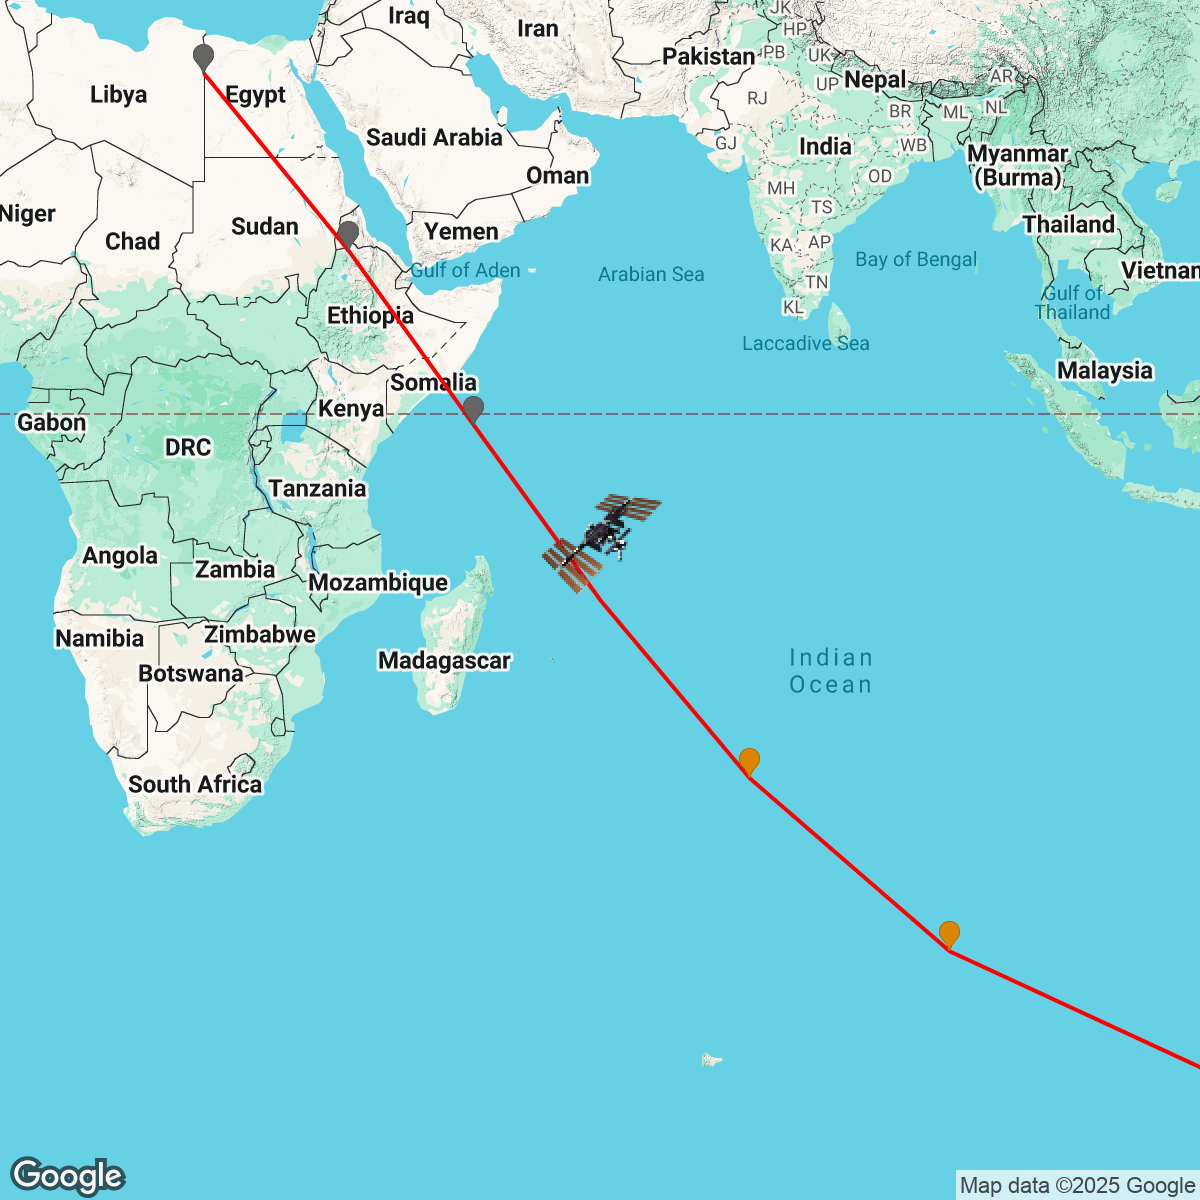 Iraq
Iran
JK
HP
Pakistan
PB
UK
Libya
Egypt
RJ
UP
Nepal
AR
BR
ML
NL
Saudi Arabia
GJ
India
WB
Myanmar
(Burma)
Oman
OD
MH
TS
Niger
Chad
Sudan
Yemen
KA
AP
Thailand
Gulf of Aden
Arabian Sea
Bay of Bengal
Vietnam
TN
Gulf of
Thailand
KL
Ethiopia
Laccadive Sea
Malaysia
Somalia
Gabon
Kenya
DRC
Tanzania
Angola
Zambia
Mozambique
Namibia
Zimbabwe
Botswana
Madagascar
Indian
Ocean
South Africa
Google
Map data ©2025 Google